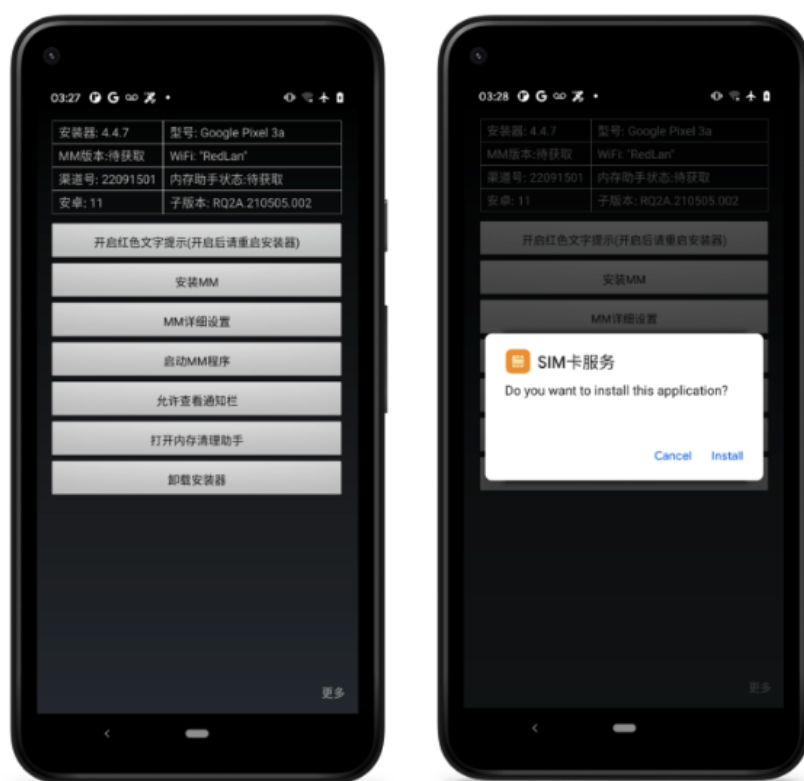 03:27
安装器: 4.4.7 型号: Google Pixel 3a
MM版本:待获取 WiFi: "RedLan"
渠道号: 22091501 内存助手状态:待获取
安卓: 11 子版本: RQ2A.210505.002
开启红色文字提示(开启后请重启安装器)
安装MM
MM详细设置
启动MM程序
允许查看通知栏
打开内存清理助手
卸载安装器
更多
03:28
安装器: 4.4.7 型号: Google Pixel 3a
MM版本:待获取 WiFi: "RedLan"
渠道号: 22091501 内存助手状态:待获取
安卓: 11 子版本: RQ2A.210505.002
开启红色文字提示(开启后请重启安装器)
安装MM
MM详细设置
SIM卡服务
Do you want to install this application?
Cancel Install
更多